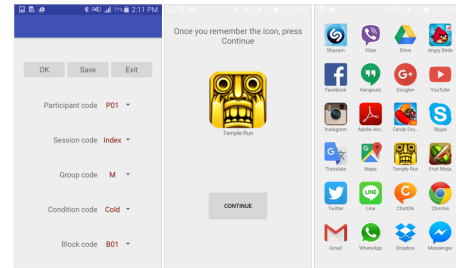 77% 2:11 PM
OK Save Exit
Participant code P01
Session code Index
Group code M
Condition code Cold
Block code B01
Once you remember the icon, press
Continue
Temple Run
CONTINUE
Shazam Viber Drive Angry Birds
Facebook Hangouts Google+ YouTube
Instagram Adobe Acr.. Candy Cru.. Skype
Translate Maps Temple Run Fruit Ninja
Twitter Line ChatON Chrome
Gmail WhatsApp Dropbox Messenger